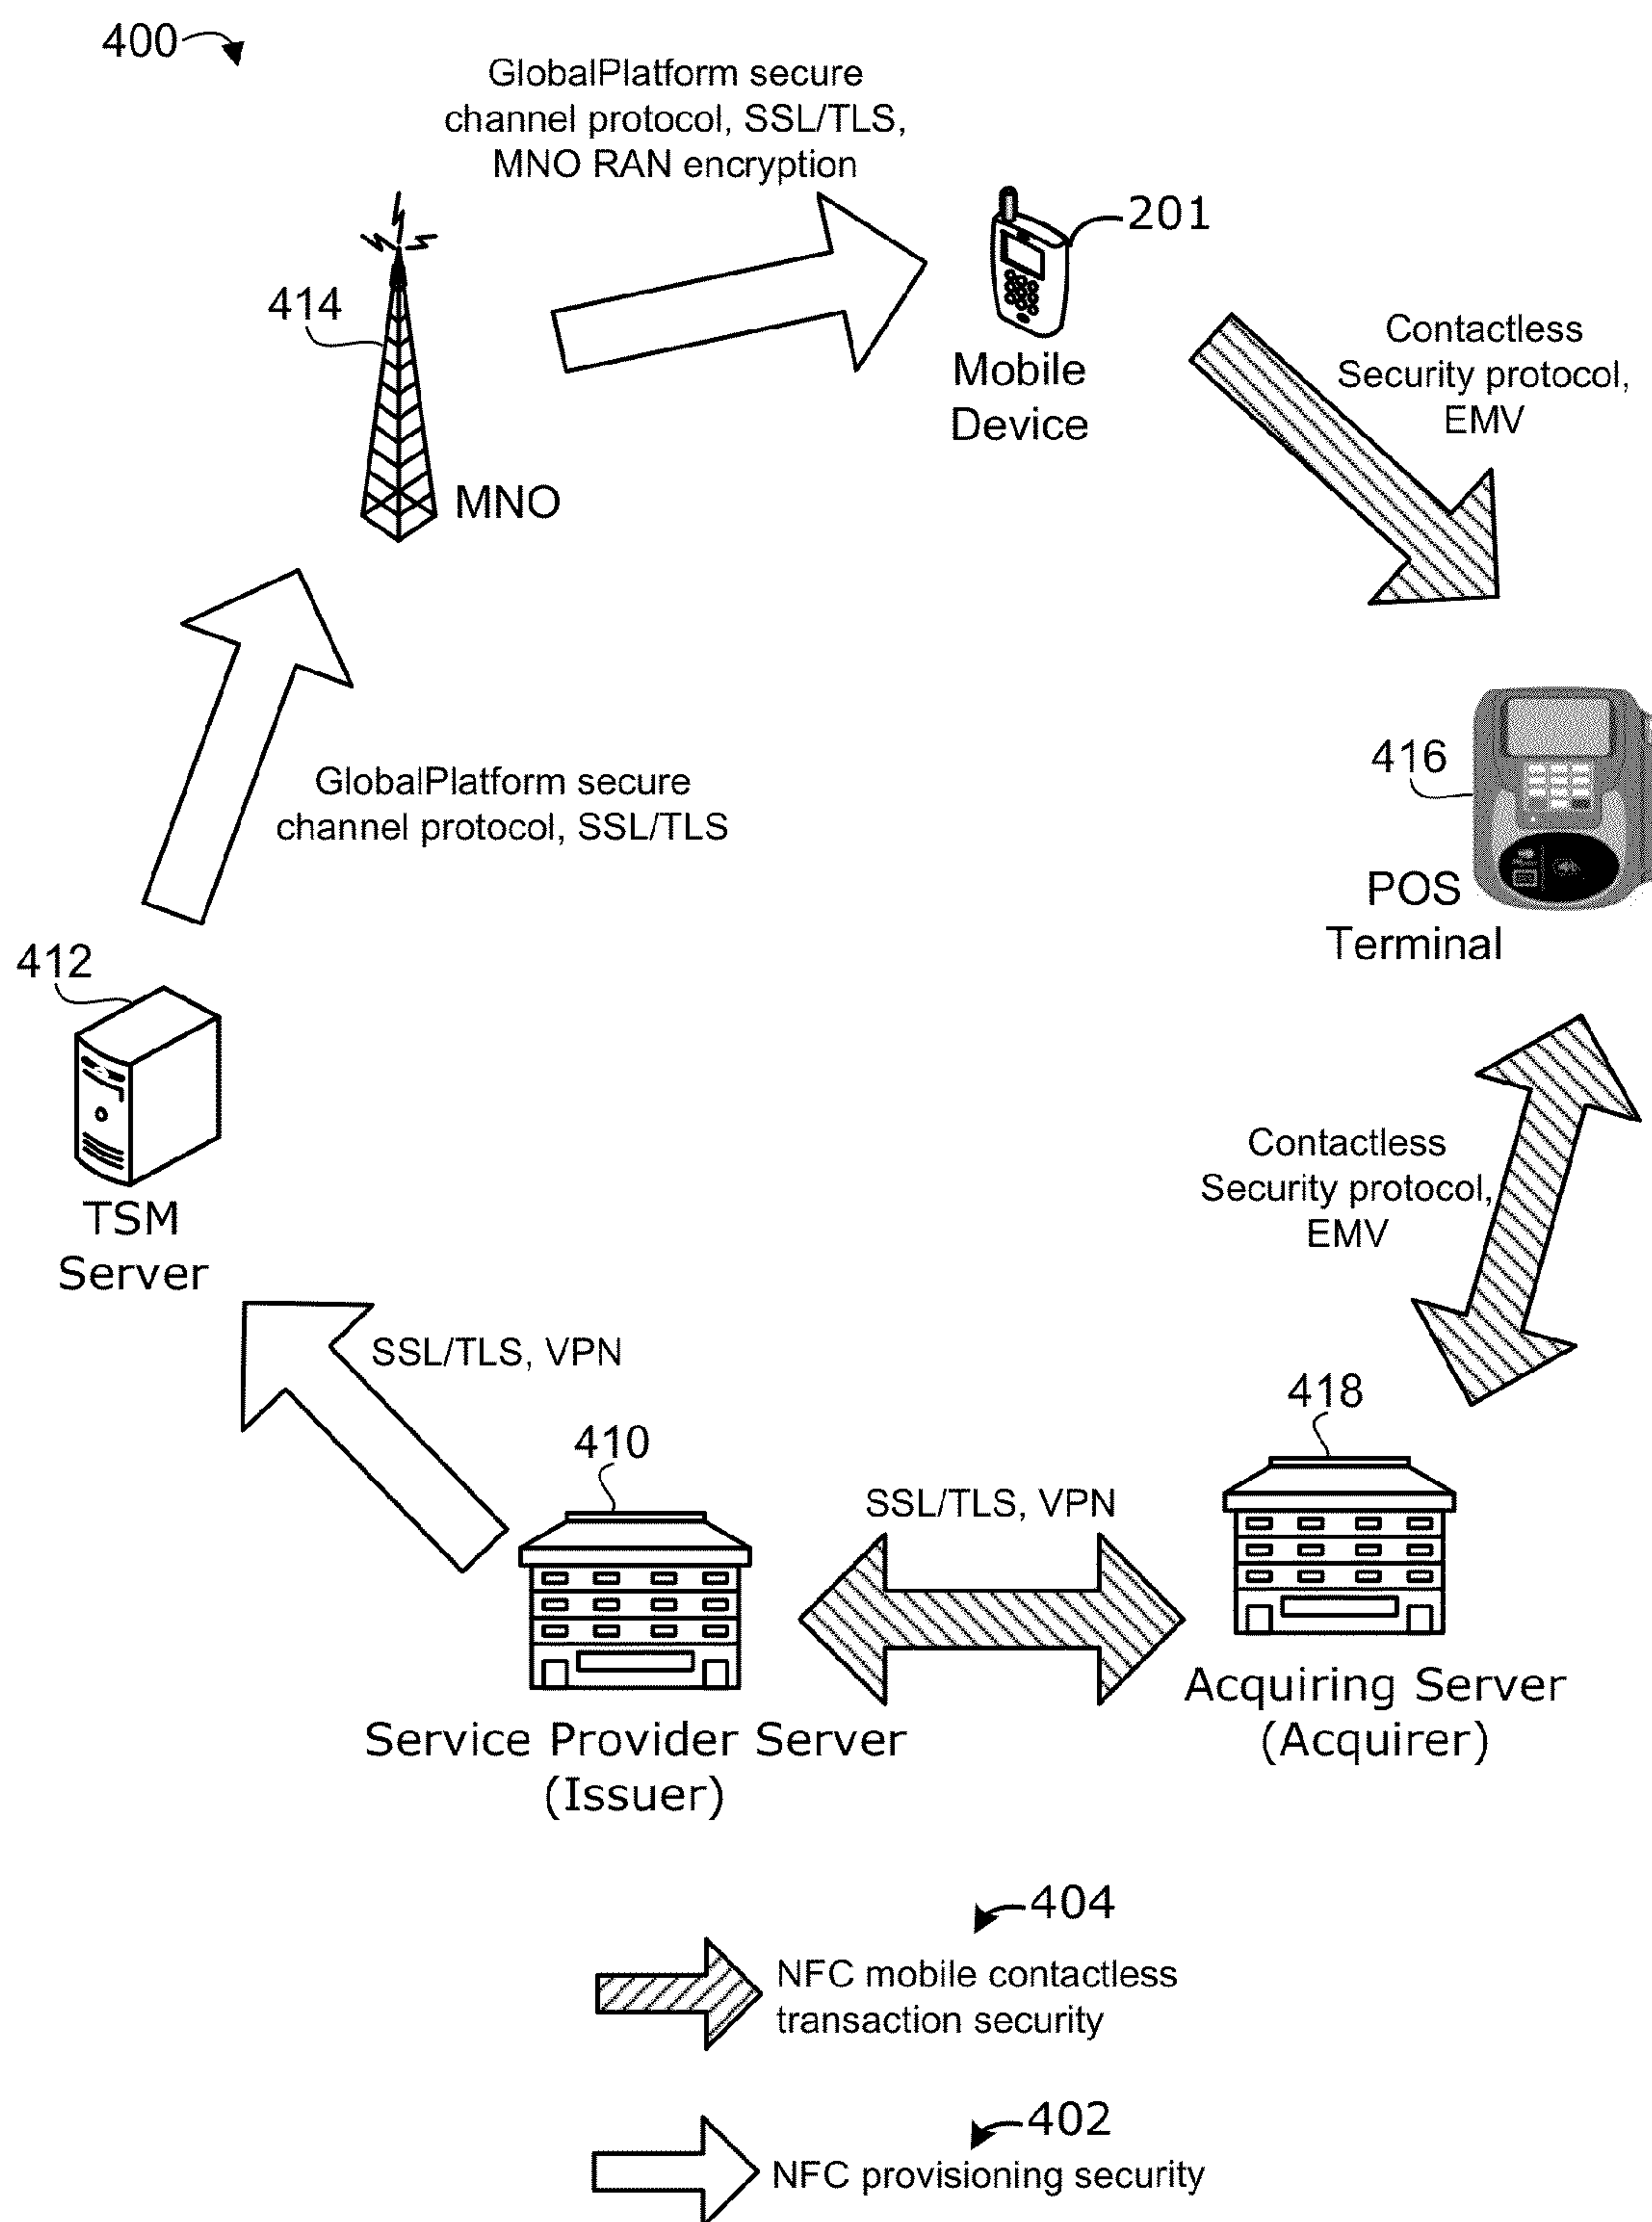 400
GlobalPlatform secure
channel protocol, SSL/TLS,
MNO RAN encryption
201
414
Mobile
Device
MNO
Contactless
Security protocol,
EMV
GlobalPlatform secure
channel protocol, SSL/TLS
416
POS
Terminal
412
TSM
Server
Contactless
Security protocol,
EMV
SSL/TLS, VPN
410
418
SSL/TLS, VPN
Service Provider Server
(Issuer)
Acquiring Server
(Acquirer)
404
NFC mobile contactless
transaction security
402
NFC provisioning security